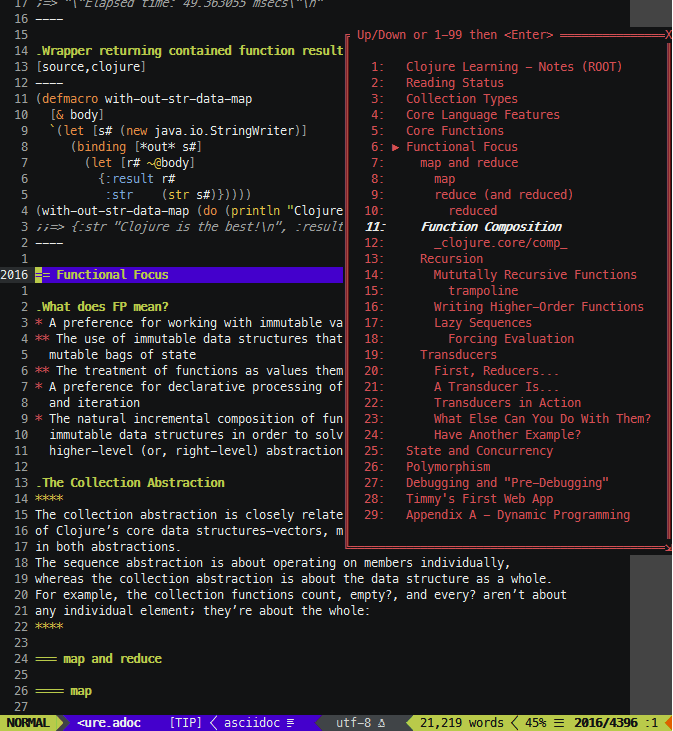 17 ;=> "\"Elapsed time: 49.363055 msecs\"\n"
16 ----
15
14 .Wrapper returning contained function result
13 [source,clojure]
12 ----
11 (defmacro with-out-str-data-map
10   [& body]
9   `(let [s# (new java.io.StringWriter)]
8      (binding [*out* s#]
7        (let [r# ~@body]
6          {:result r#
5           :str    (str s#)}))))
4 (with-out-str-data-map (do (println "Clojure
3 ;;=> {:str "Clojure is the best!\n", :result
2 ----
1
2016 == Functional Focus
1
2 .What does FP mean?
3 * A preference for working with immutable va
4 ** The use of immutable data structures that
5   mutable bags of state
6 ** The treatment of functions as values them
7 * A preference for declarative processing of
8   and iteration
9 * The natural incremental composition of fun
10   immutable data structures in order to solv
11   higher-level (or, right-level) abstraction
12
13 .The Collection Abstraction
14 ****
15 The collection abstraction is closely relate
16 of Clojure's core data structures—vectors, m
17 in both abstractions.
18 The sequence abstraction is about operating on members individually,
19 whereas the collection abstraction is about the data structure as a whole.
20 For example, the collection functions count, empty?, and every? aren't about
21 any individual element; they're about the whole:
22 ****
23
24 === map and reduce
25
26 ==== map
27
Up/Down or 1-99 then <Enter> X
1: Clojure Learning - Notes (ROOT)
2: Reading Status
3: Collection Types
4: Core Language Features
5: Core Functions
6: ▶ Functional Focus
7: map and reduce
8: map
9: reduce (and reduced)
10: reduced
11: Function Composition
12: _clojure.core/comp_
13: Recursion
14: Mututally Recursive Functions
15: trampoline
16: Writing Higher-Order Functions
17: Lazy Sequences
18: Forcing Evaluation
19: Transducers
20: First, Reducers...
21: A Transducer Is...
22: Transducers in Action
23: What Else Can You Do With Them?
24: Have Another Example?
25: State and Concurrency
26: Polymorphism
27: Debugging and "Pre-Debugging"
28: Timmy's First Web App
29: Appendix A - Dynamic Programming
NORMAL <ure.adoc [TIP] asciidoc utf-8 21,219 words 45% ☰ 2016/4396 :1